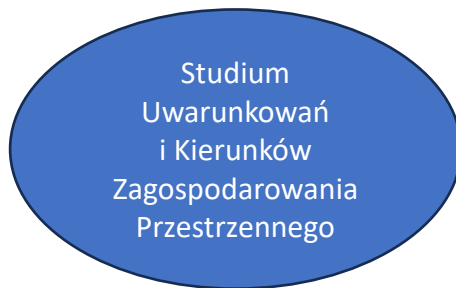 Studium
Uwarunkowań
i Kierunków
Zagospodarowania
Przestrzennego